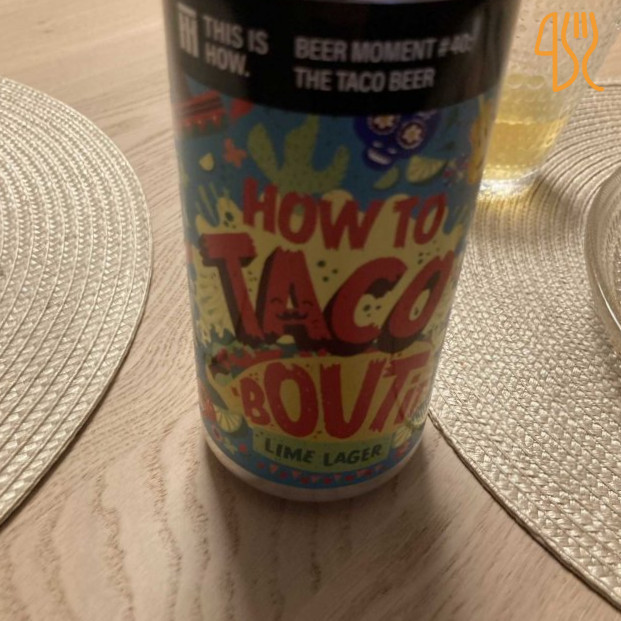 THIS IS
HOW.
BEER MOMENT
THE TACO BEER
HOW TO
TACO
'BOUT
LIME LAGER